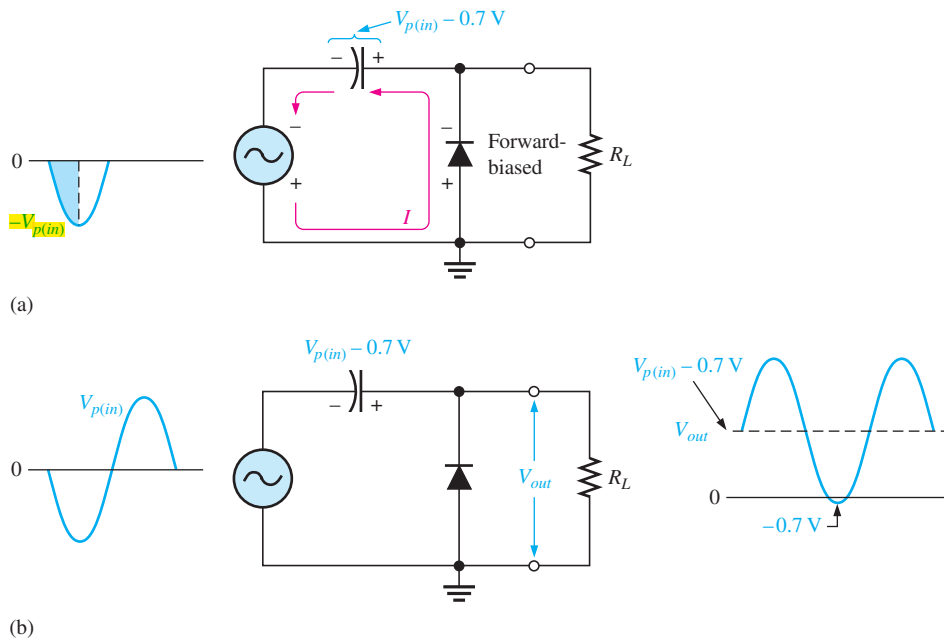 V_p(in) – 0.7 V
– +
0
–V_p(in)
–
+
I
–
+
Forward-
biased
R_L
(a)
V_p(in) – 0.7 V
– +
V_p(in)
0
V_out
R_L
V_p(in) – 0.7 V
V_out
0
–0.7 V
(b)